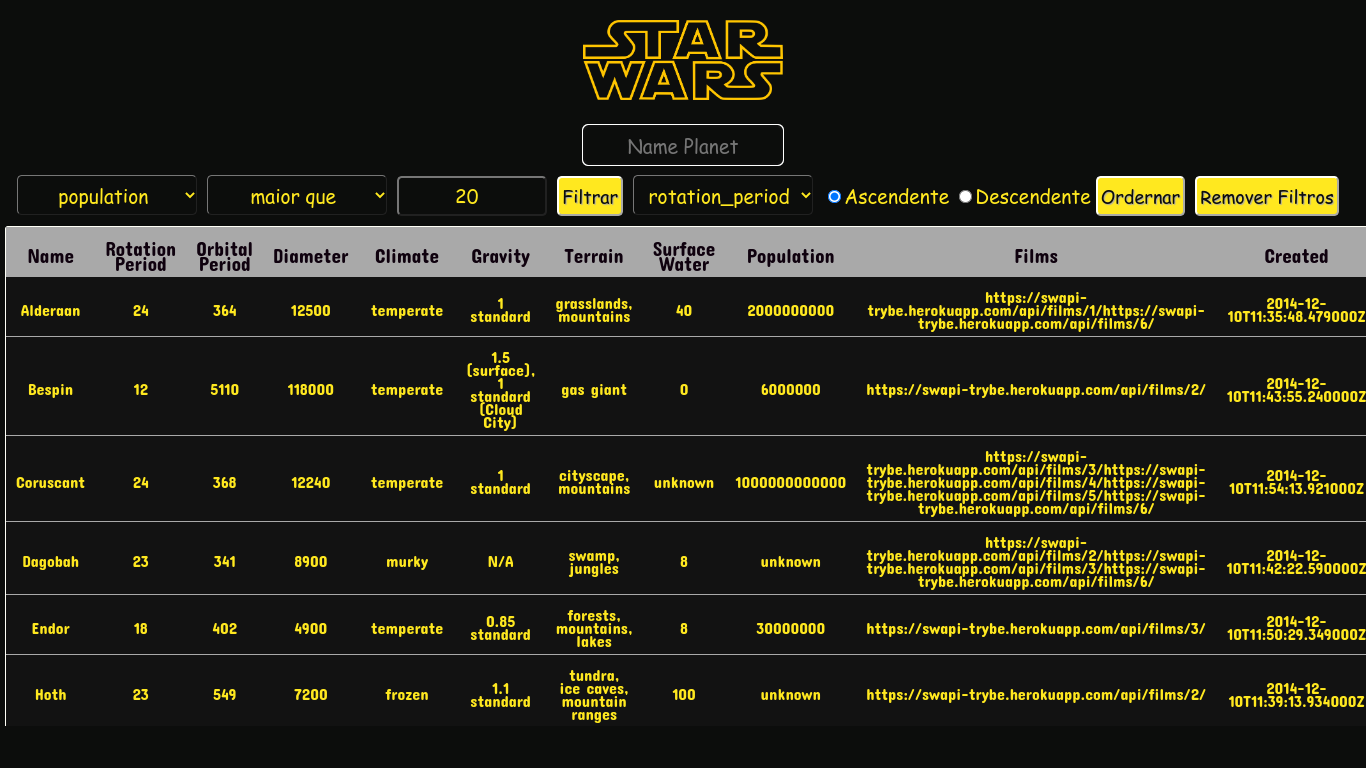 STAR
WARS
Name Planet
population maior que 20 Filtrar rotation_period Ascendente Descendente Ordernar Remover Filtros
Name Rotation Period Orbital Period Diameter Climate Gravity Terrain Surface Water Population Films Created
Alderaan 24 364 12500 temperate 1 standard grasslands, mountains 40 2000000000 https://swapi-trybe.herokuapp.com/api/films/1/https://swapi-trybe.herokuapp.com/api/films/6/ 2014-12-10T11:35:48.479000Z
Bespin 12 5110 118000 temperate 1.5 (surface), 1 standard (Cloud City) gas giant 0 6000000 https://swapi-trybe.herokuapp.com/api/films/2/ 2014-12-10T11:43:55.240000Z
Coruscant 24 368 12240 temperate 1 standard cityscape, mountains unknown 1000000000000 https://swapi-trybe.herokuapp.com/api/films/3/https://swapi-trybe.herokuapp.com/api/films/4/https://swapi-trybe.herokuapp.com/api/films/5/https://swapi-trybe.herokuapp.com/api/films/6/ 2014-12-10T11:54:13.921000Z
Dagobah 23 341 8900 murky N/A swamp, jungles 8 unknown https://swapi-trybe.herokuapp.com/api/films/2/https://swapi-trybe.herokuapp.com/api/films/3/https://swapi-trybe.herokuapp.com/api/films/6/ 2014-12-10T11:42:22.590000Z
Endor 18 402 4900 temperate 0.85 standard forests, mountains, lakes 8 30000000 https://swapi-trybe.herokuapp.com/api/films/3/ 2014-12-10T11:50:29.349000Z
Hoth 23 549 7200 frozen 1.1 standard tundra, ice caves, mountain ranges 100 unknown https://swapi-trybe.herokuapp.com/api/films/2/ 2014-12-10T11:39:13.934000Z